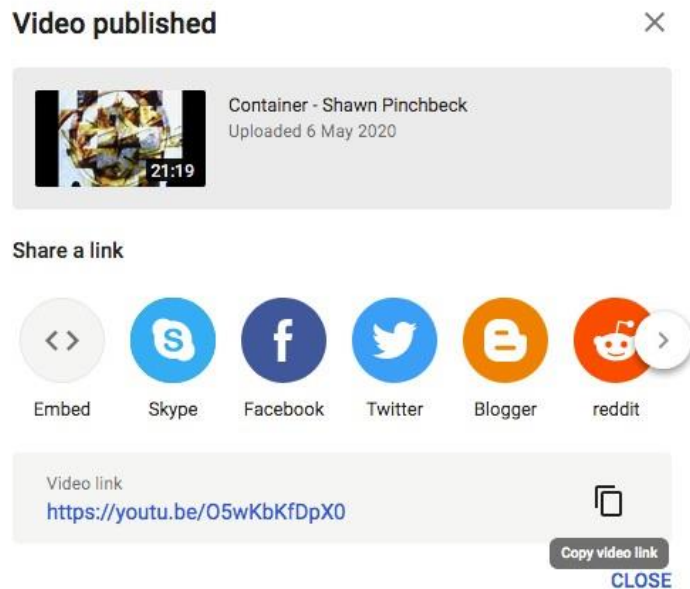 Video published
Container - Shawn Pinchbeck
Uploaded 6 May 2020
21:19
Share a link
Embed
Skype
Facebook
Twitter
Blogger
reddit
Video link
https://youtu.be/O5wKbKfDpX0
Copy video link
CLOSE